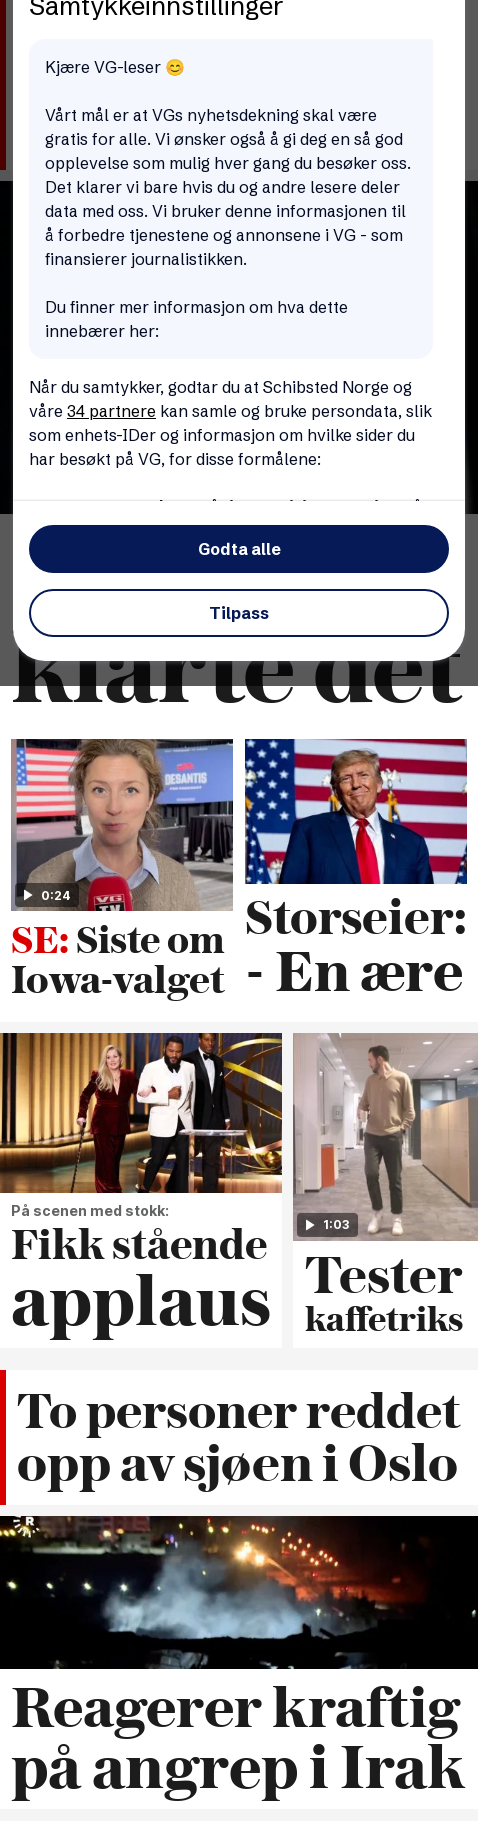 Samtykkeinnstillinger
Kjære VG-leser 😊
Vårt mål er at VGs nyhetsdekning skal være
gratis for alle. Vi ønsker også å gi deg en så god
opplevelse som mulig hver gang du besøker oss.
Det klarer vi bare hvis du og andre lesere deler
data med oss. Vi bruker denne informasjonen til
å forbedre tjenestene og annonsene i VG - som
finansierer journalistikken.
Du finner mer informasjon om hva dette
innebærer her:
Når du samtykker, godtar du at Schibsted Norge og
våre 34 partnere kan samle og bruke persondata, slik
som enhets-IDer og informasjon om hvilke sider du
har besøkt på VG, for disse formålene:
Godta alle
Tilpass
klarte det
DESANTIS
VG
TV
0:24
SE: Siste om
Iowa-valget
Storseier:
- En ære
På scenen med stokk:
Fikk stående
applaus
1:03
Tester
kaffetriks
To personer reddet
opp av sjøen i Oslo
R
Reagerer kraftig
på angrep i Irak